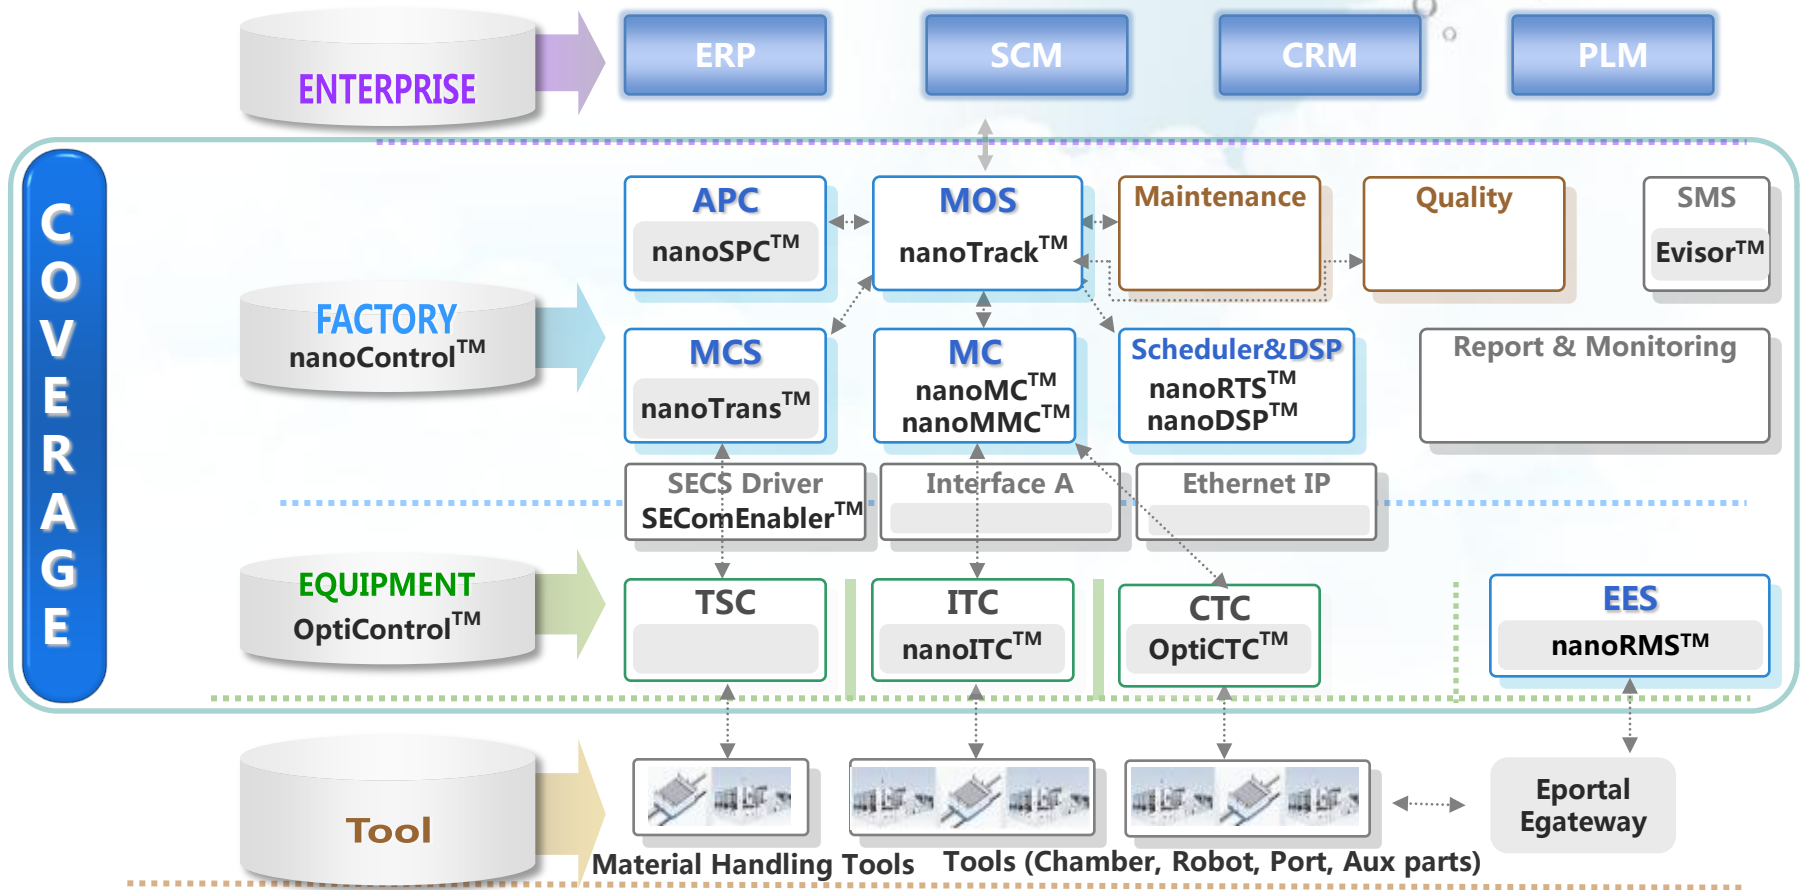 ENTERPRISE
ERP
SCM
CRM
PLM
COVERAGE
FACTORY
nanoControl™
APC
nanoSPC™
MOS
nanoTrack™
Maintenance
Quality
SMS
Evisor™
MCS
nanoTrans™
MC
nanoMC™
nanoMMC™
Scheduler&DSP
nanoRTS™
nanoDSP™
Report & Monitoring
SECS Driver
SEComEnabler™
Interface A
Ethernet IP
EQUIPMENT
OptiControl™
TSC
ITC
nanoITC™
CTC
OptiCTC™
EES
nanoRMS™
Tool
Material Handling Tools
Tools (Chamber, Robot, Port, Aux parts)
Eportal
Egateway